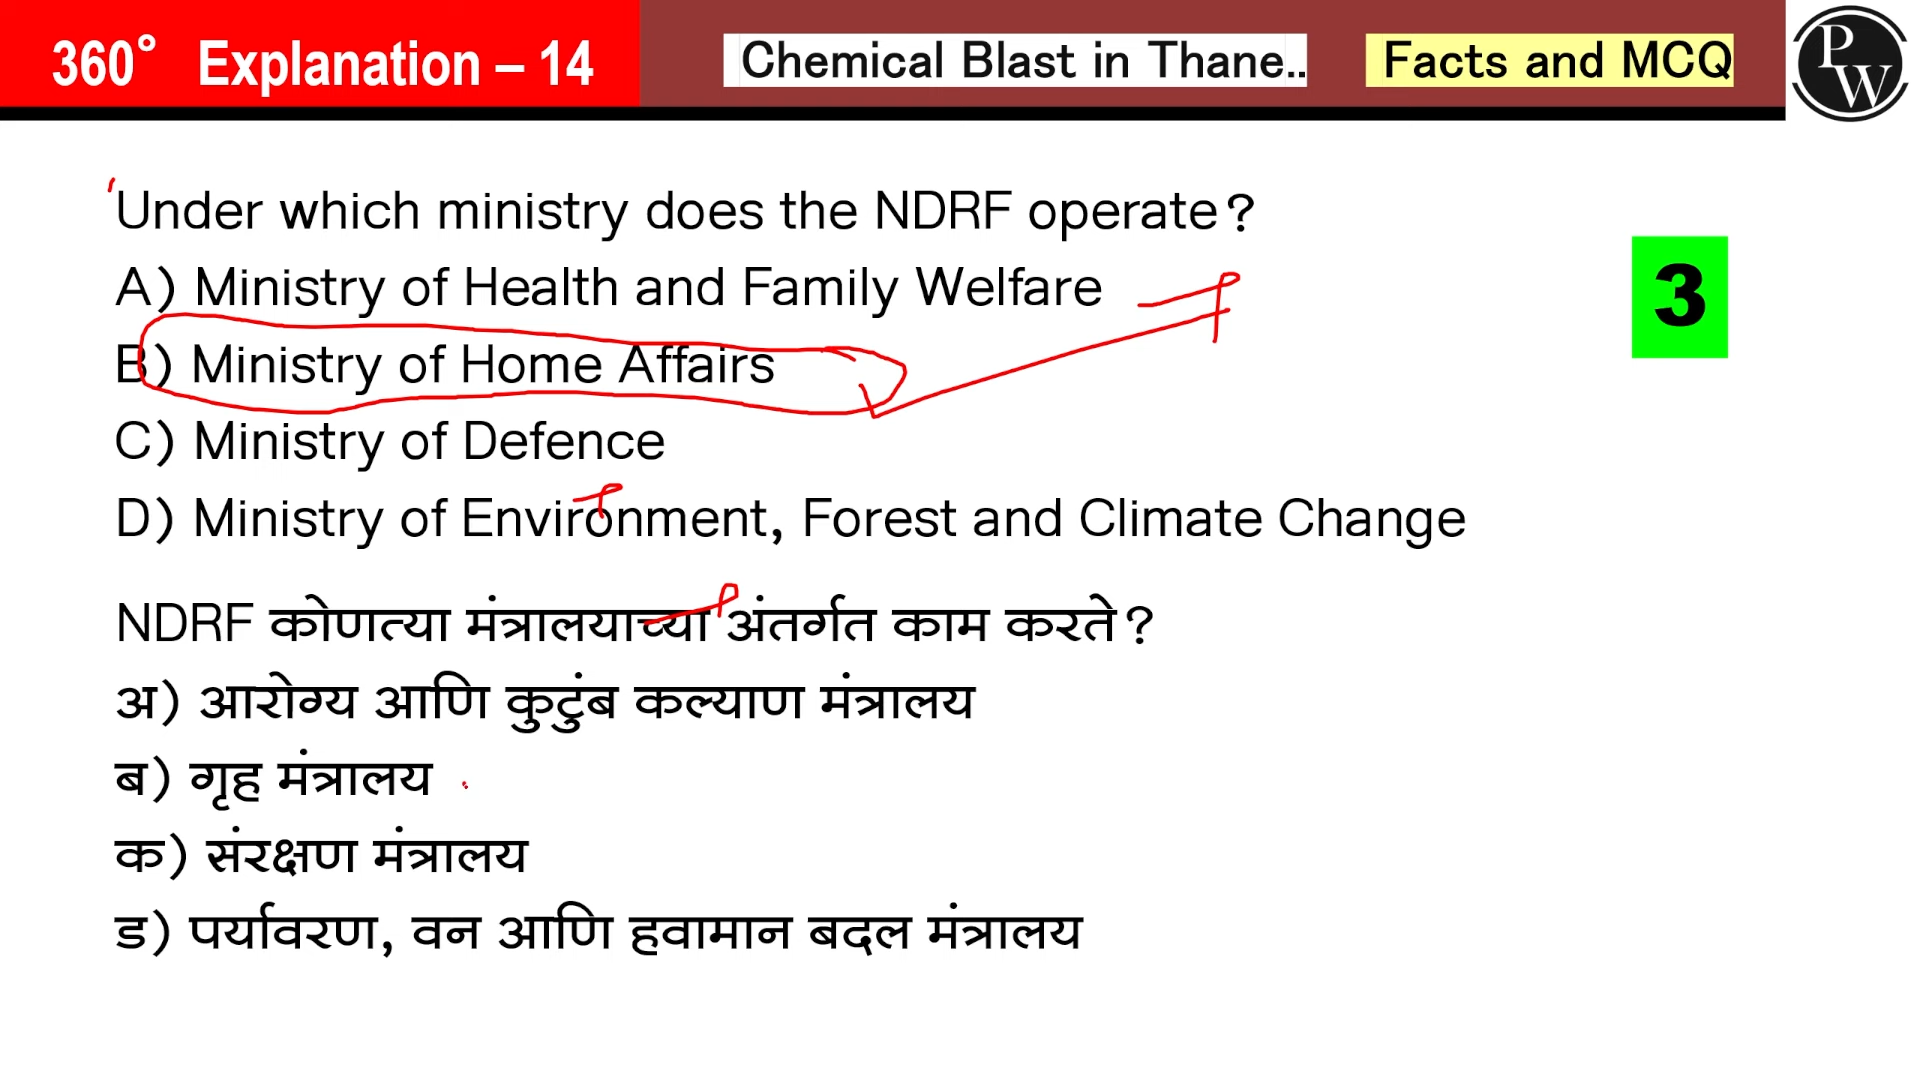 360° Explanation – 14
Chemical Blast in Thane..
Facts and MCQ
PW
Under which ministry does the NDRF operate?
A) Ministry of Health and Family Welfare
B) Ministry of Home Affairs
C) Ministry of Defence
D) Ministry of Environment, Forest and Climate Change
3
NDRF कोणत्या मंत्रालयाच्या अंतर्गत काम करते?
अ) आरोग्य आणि कुटुंब कल्याण मंत्रालय
ब) गृह मंत्रालय
क) संरक्षण मंत्रालय
ड) पर्यावरण, वन आणि हवामान बदल मंत्रालय